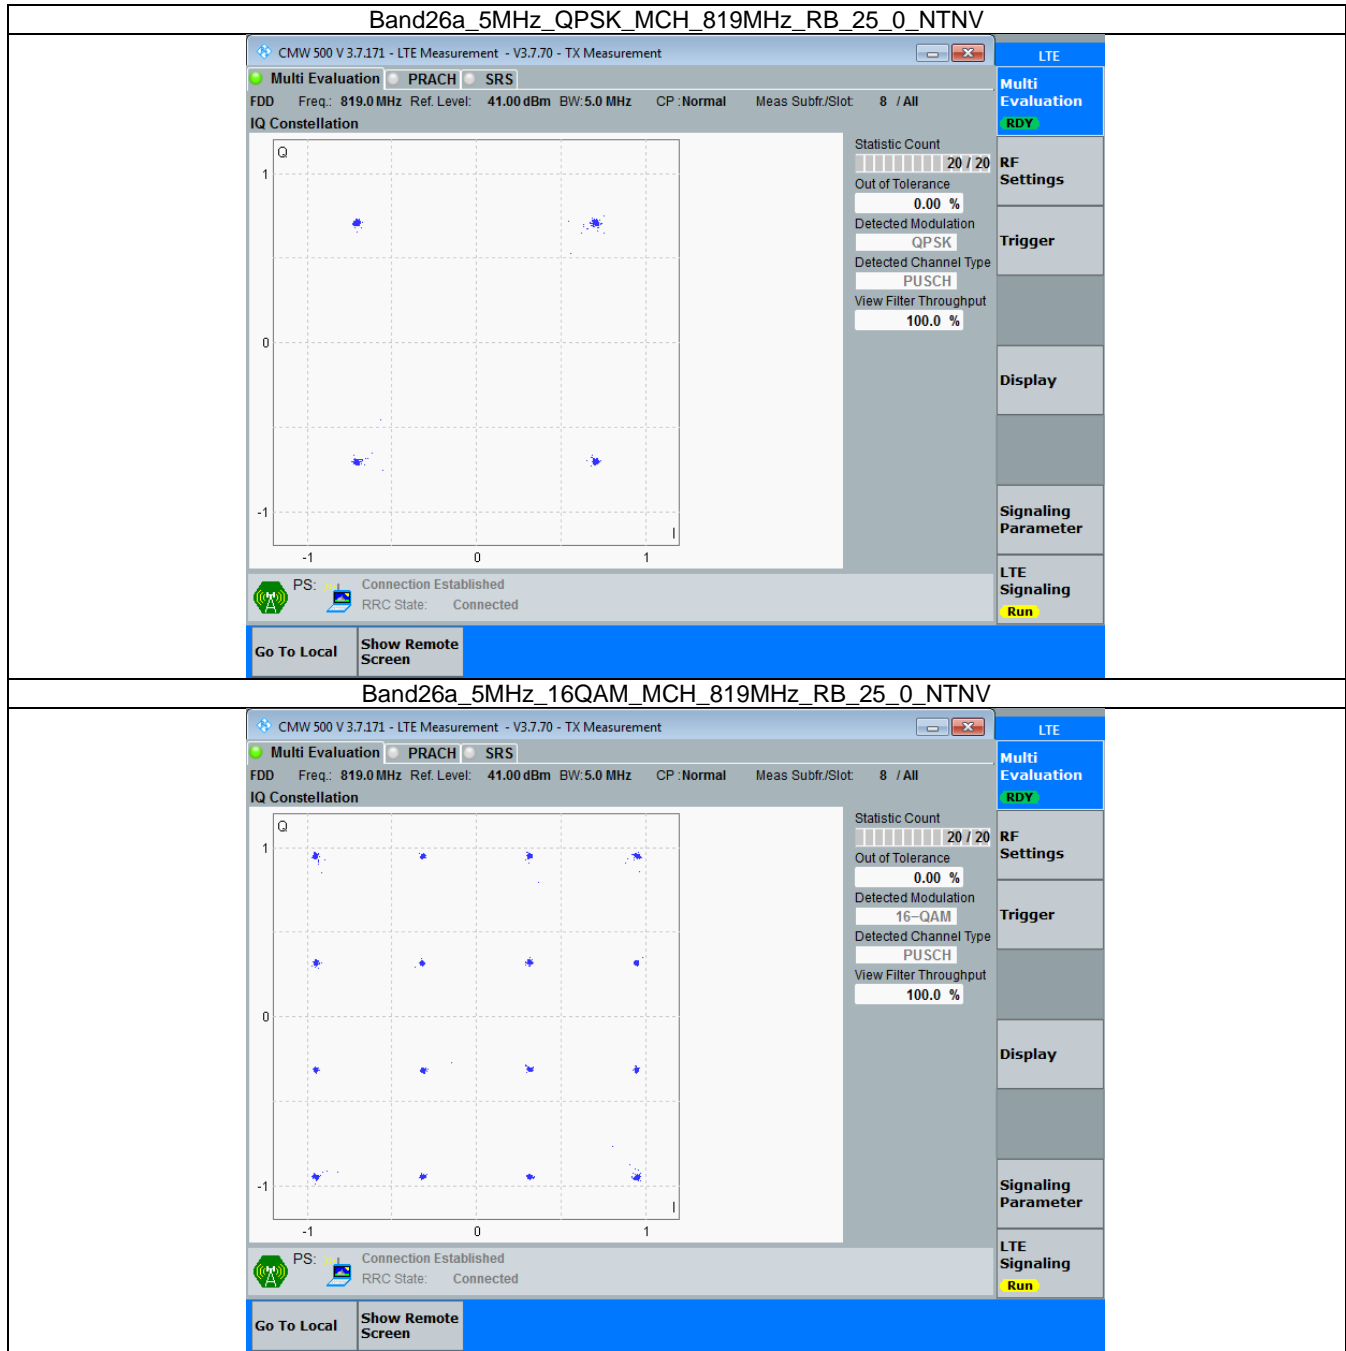 Band26a_5MHz_QPSK_MCH_819MHz_RB_25_0_NTNV
CMW 500 V 3.7.171 - LTE Measurement - V3.7.70 - TX Measurement
LTE
Multi Evaluation PRACH SRS
Multi
Evaluation
RDY
FDD Freq.: 819.0 MHz Ref. Level: 41.00 dBm BW: 5.0 MHz CP : Normal Meas Subfr./Slot: 8 / All
IQ Constellation
Q
1
0
-1
-1 0 1
I
Statistic Count
20 / 20
Out of Tolerance
0.00 %
Detected Modulation
QPSK
Detected Channel Type
PUSCH
View Filter Throughput
100.0 %
RF
Settings
Trigger
Display
Signaling
Parameter
LTE
Signaling
Run
PS: Connection Established
RRC State: Connected
Go To Local
Show Remote
Screen
Band26a_5MHz_16QAM_MCH_819MHz_RB_25_0_NTNV
CMW 500 V 3.7.171 - LTE Measurement - V3.7.70 - TX Measurement
LTE
Multi Evaluation PRACH SRS
Multi
Evaluation
RDY
FDD Freq.: 819.0 MHz Ref. Level: 41.00 dBm BW: 5.0 MHz CP : Normal Meas Subfr./Slot: 8 / All
IQ Constellation
Q
1
0
-1
-1 0 1
I
Statistic Count
20 / 20
Out of Tolerance
0.00 %
Detected Modulation
16-QAM
Detected Channel Type
PUSCH
View Filter Throughput
100.0 %
RF
Settings
Trigger
Display
Signaling
Parameter
LTE
Signaling
Run
PS: Connection Established
RRC State: Connected
Go To Local
Show Remote
Screen